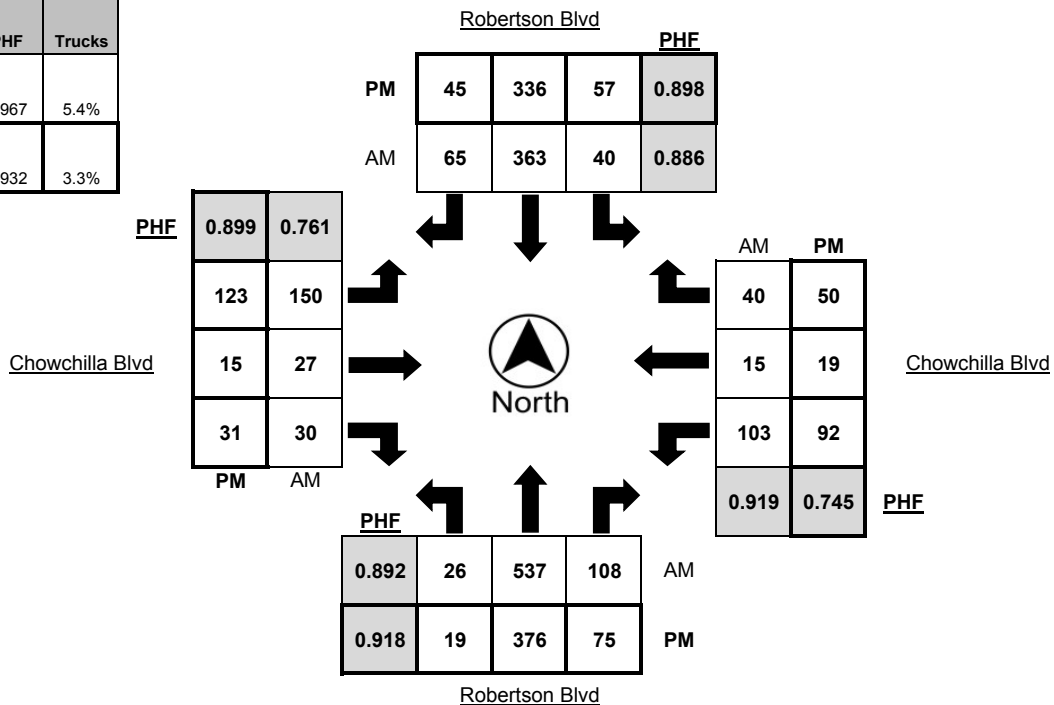 Robertson Blvd
PHF
Trucks
PM 45 336 57 0.898
967 5.4%
AM 65 363 40 0.886
932 3.3%
PHF 0.899 0.761
AM PM
123 150
40 50
Chowchilla Blvd 15 27
15 19 Chowchilla Blvd
North
31 30
103 92
PM AM
0.919 0.745 PHF
PHF
0.892 26 537 108 AM
0.918 19 376 75 PM
Robertson Blvd